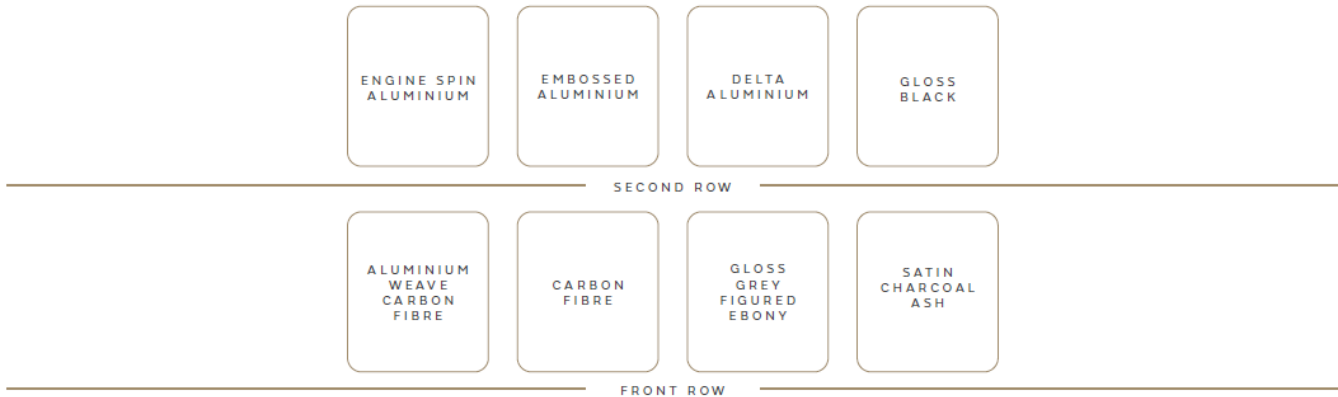 ENGINE SPIN
ALUMINIUM
EMBOSSED
ALUMINIUM
DELTA
ALUMINIUM
GLOSS
BLACK
SECOND ROW
ALUMINIUM
WEAVE
CARBON
FIBRE
CARBON
FIBRE
GLOSS
GREY
FIGURED
EBONY
SATIN
CHARCOAL
ASH
FRONT ROW